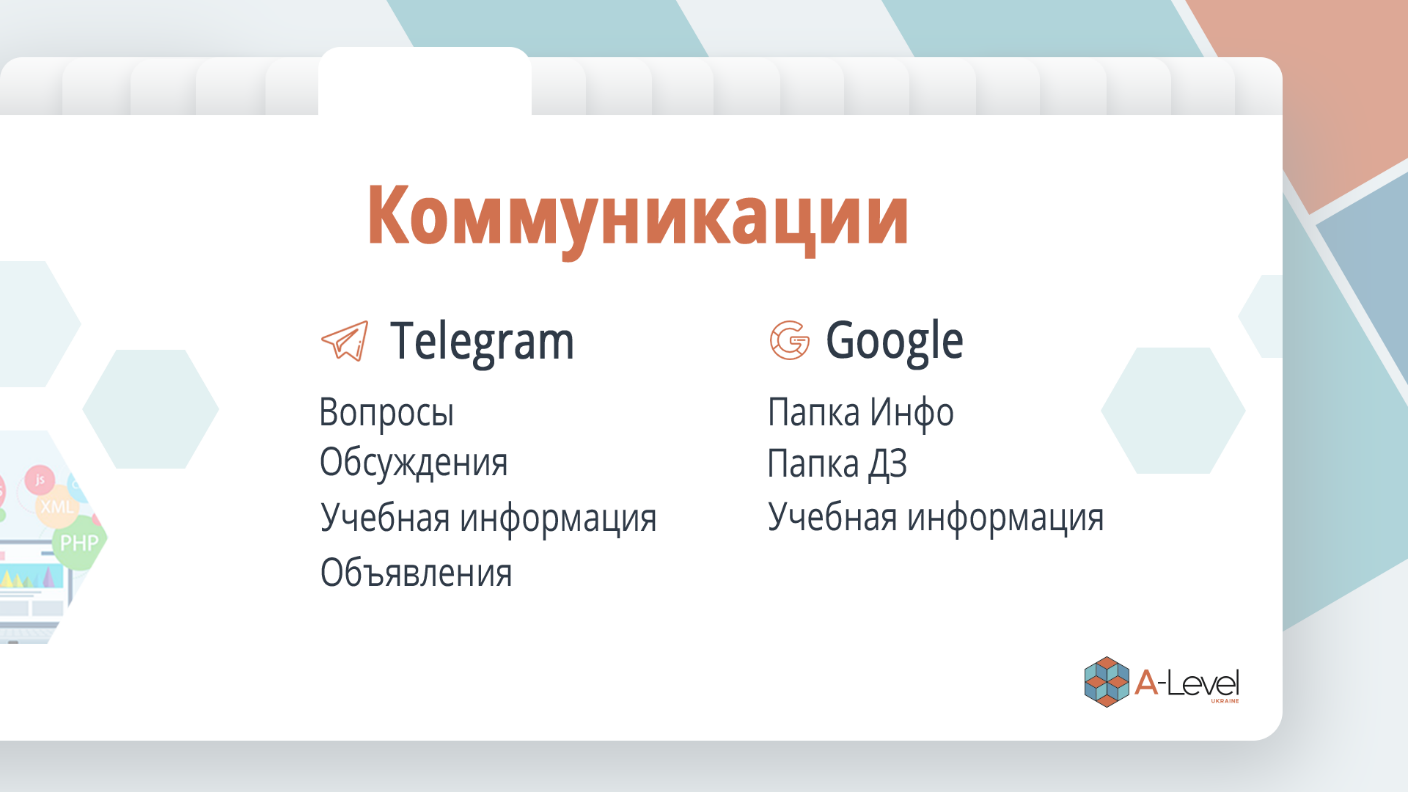 Коммуникации
Telegram
Вопросы
Обсуждения
Учебная информация
Объявления
Google
Папка Инфо
Папка ДЗ
Учебная информация
js
XML
PHP
A-Level
UKRAINE